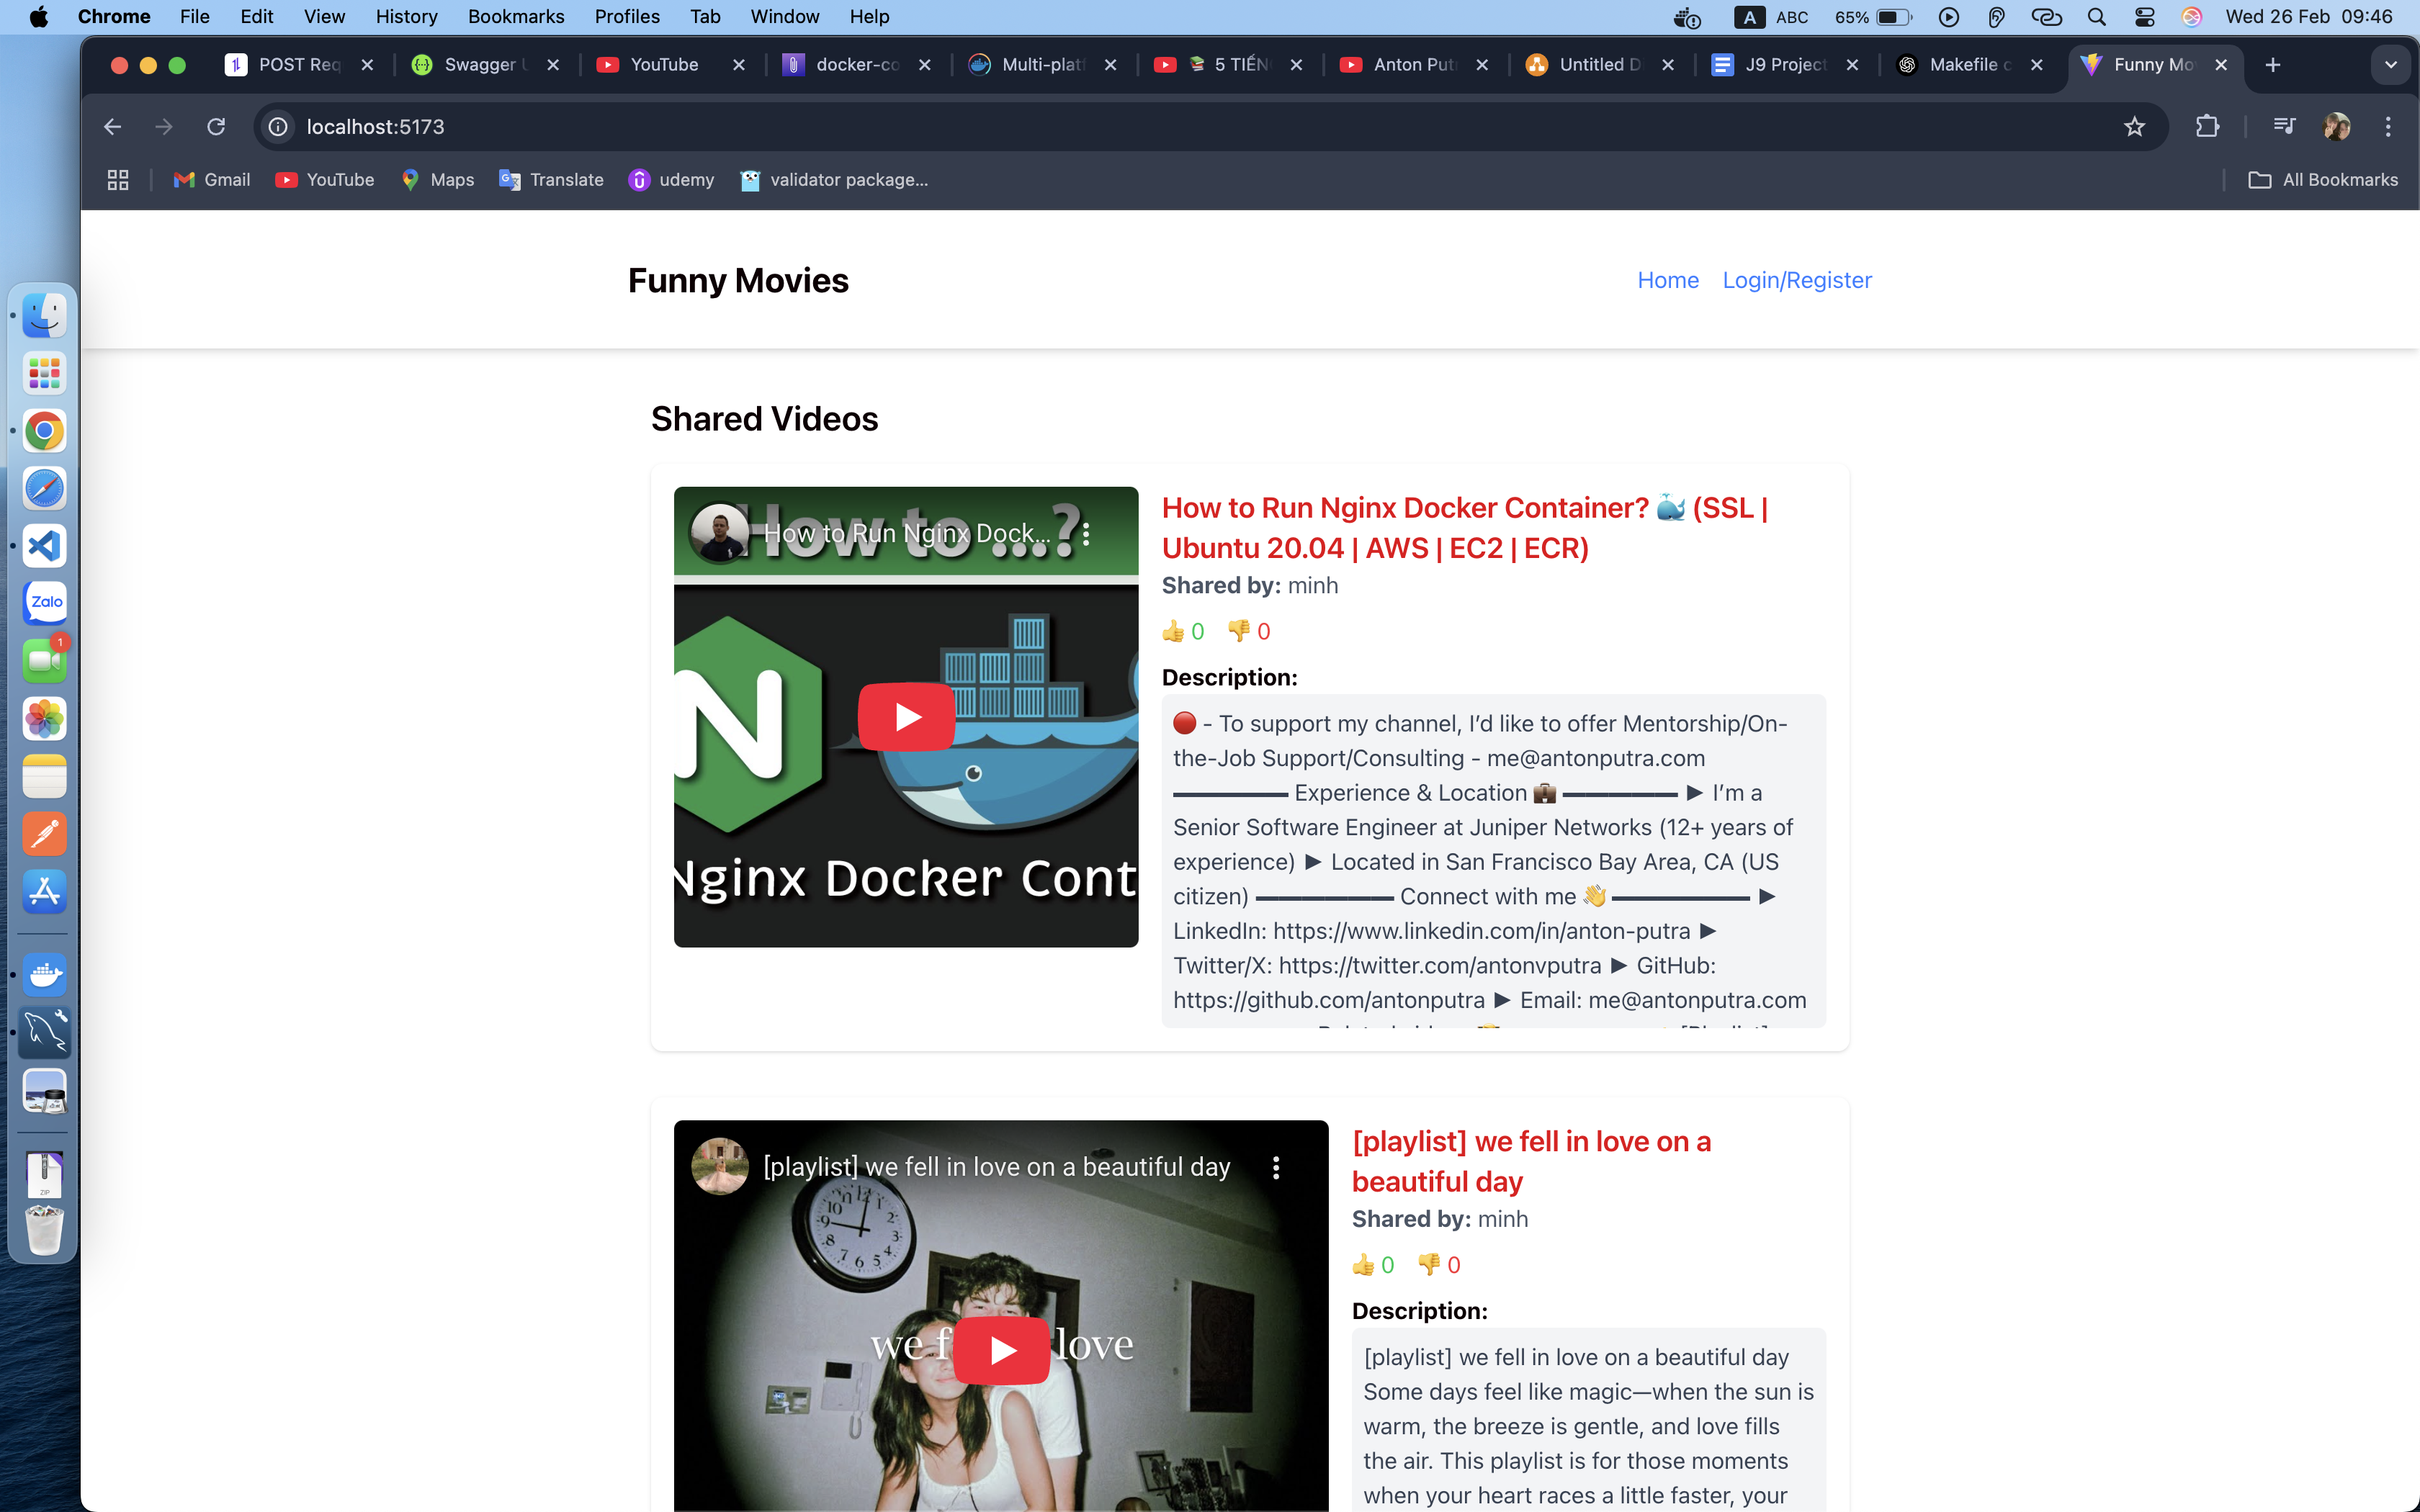 Chrome File Edit View History Bookmarks Profiles Tab Window Help A ABC 65% Wed 26 Feb 09:46
POST Req Swagger U YouTube docker-co Multi-plat 5 TIẾN Anton Put Untitled D J9 Project Makefile c Funny Mo
localhost:5173
Gmail YouTube Maps Translate udemy validator package... All Bookmarks
Funny Movies
Home Login/Register
Shared Videos
How to ...?
How to Run Nginx Dock...
Nginx Docker Cont
How to Run Nginx Docker Container? 🐳 (SSL |
Ubuntu 20.04 | AWS | EC2 | ECR)
Shared by: minh
👍 0 👎 0
Description:
🔴 - To support my channel, I’d like to offer Mentorship/On-
the-Job Support/Consulting - me@antonputra.com
▬▬▬▬▬ Experience & Location 💼 ▬▬▬▬▬ ► I’m a
Senior Software Engineer at Juniper Networks (12+ years of
experience) ► Located in San Francisco Bay Area, CA (US
citizen) ▬▬▬▬▬▬ Connect with me 👋 ▬▬▬▬▬▬ ►
LinkedIn: https://www.linkedin.com/in/anton-putra ►
Twitter/X: https://twitter.com/antonvputra ► GitHub:
https://github.com/antonputra ► Email: me@antonputra.com
[playlist] we fell in love on a beautiful day
we f love
[playlist] we fell in love on a
beautiful day
Shared by: minh
👍 0 👎 0
Description:
[playlist] we fell in love on a beautiful day
Some days feel like magic—when the sun is
warm, the breeze is gentle, and love fills
the air. This playlist is for those moments
when your heart races a little faster, your
Zalo
1
ZIP